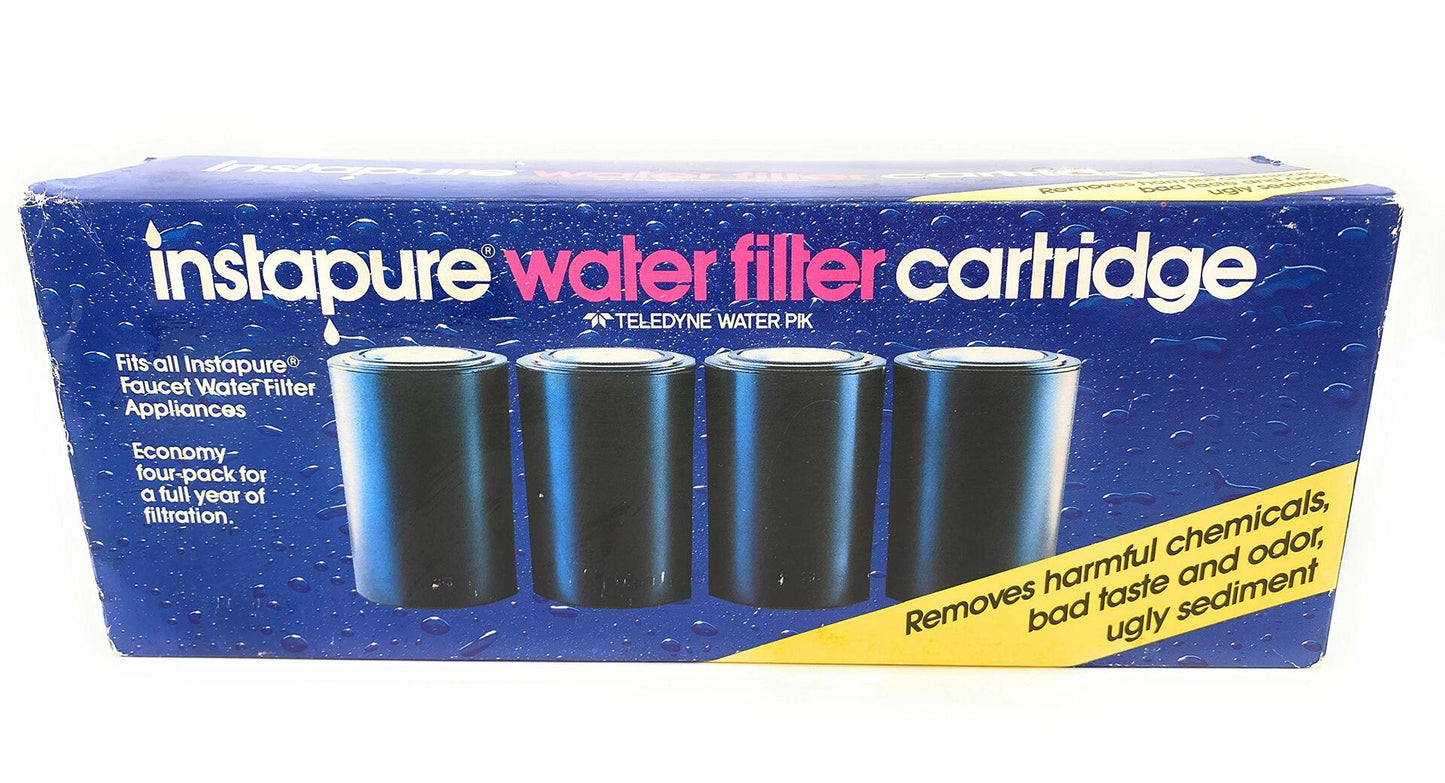 instapure water filter cartridge
Removes
bad
ugly sediment
instapure® water filter cartridge
TELEDYNE WATER PIK
Fits all Instapure®
Faucet Water Filter
Appliances
Economy
four-pack for
a full year of
filtration.
Removes harmful chemicals,
bad taste and odor,
ugly sediment